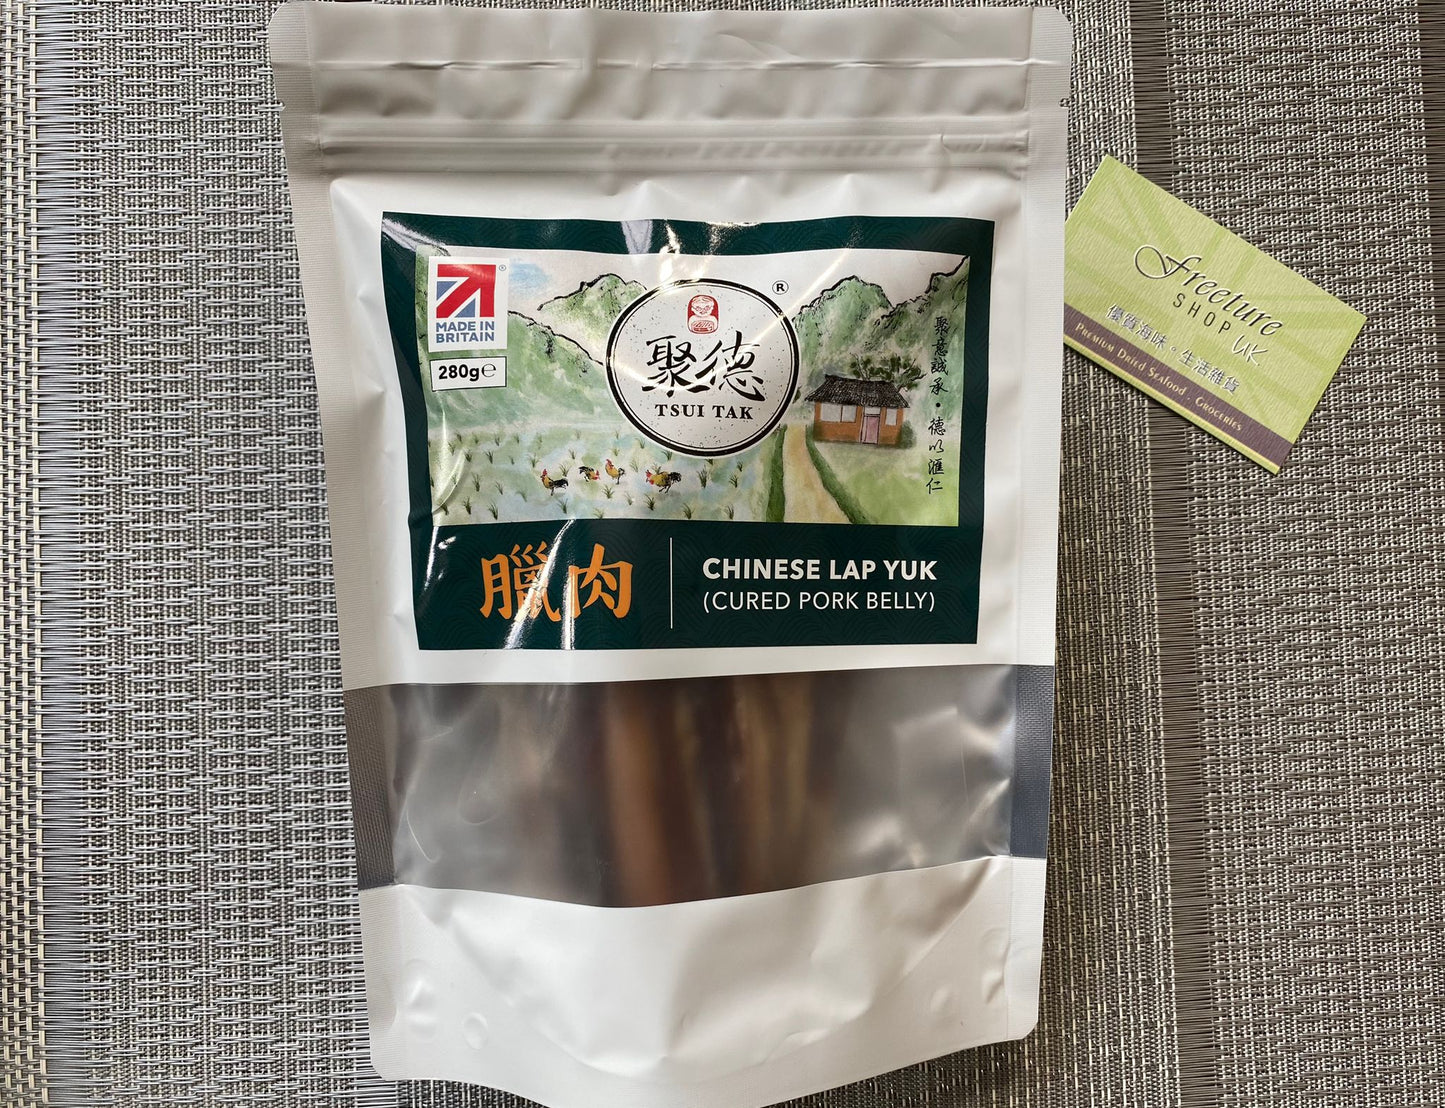 MADE IN
BRITAIN
®
280g℮
®
聚德
TSUI TAK
聚意誠承・德以滙仁
臘肉
CHINESE LAP YUK
(CURED PORK BELLY)
Freeture
SHOP UK
優質海味。生活雜貨
Premium Dried Seafood · Groceries